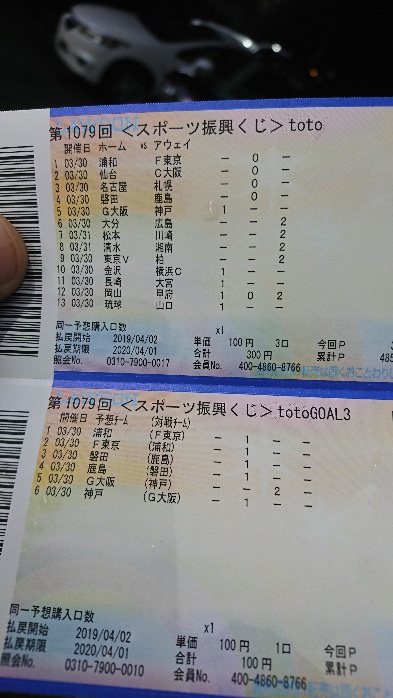 第1079回 <スポーツ振興くじ> toto
開催日 ホーム vs アウェイ
1 03/30 浦和 F東京 - 0 -
2 03/30 仙台 C大阪 - 0 -
3 03/30 名古屋 札幌 - 0 -
4 03/30 磐田 鹿島 - 0 -
5 03/30 G大阪 神戸 1 - -
6 03/30 大分 広島 - - 2
7 03/31 松本 川崎 - - 2
8 03/31 清水 湘南 - - 2
9 03/30 東京V 柏 - - 2
10 03/30 金沢 横浜C 1 - -
11 03/30 長崎 大宮 1 - -
12 03/30 岡山 甲府 1 0 2
13 03/30 琉球 山口 1 - -
同一予想購入口数 x1
払戻開始 2019/04/02 単価 100円 3口 今回P
払戻期限 2020/04/01 合計 300円 累計P 485
照会No. 0310-7900-0017 会員No. 400-4860-8766
第1079回 <スポーツ振興くじ> totoGOAL3
開催日 予想チーム (対戦チーム)
1 03/30 浦和 (F東京) - 1 - -
2 03/30 F東京 (浦和) - 1 - -
3 03/30 磐田 (鹿島) - 1 - -
4 03/30 鹿島 (磐田) - 1 - -
5 03/30 G大阪 (神戸) - - 2 -
6 03/30 神戸 (G大阪) - 1 - -
同一予想購入口数 x1
払戻開始 2019/04/02 単価 100円 1口 今回P
払戻期限 2020/04/01 合計 100円 累計P
照会No. 0310-7900-0010 会員No. 400-4860-8766